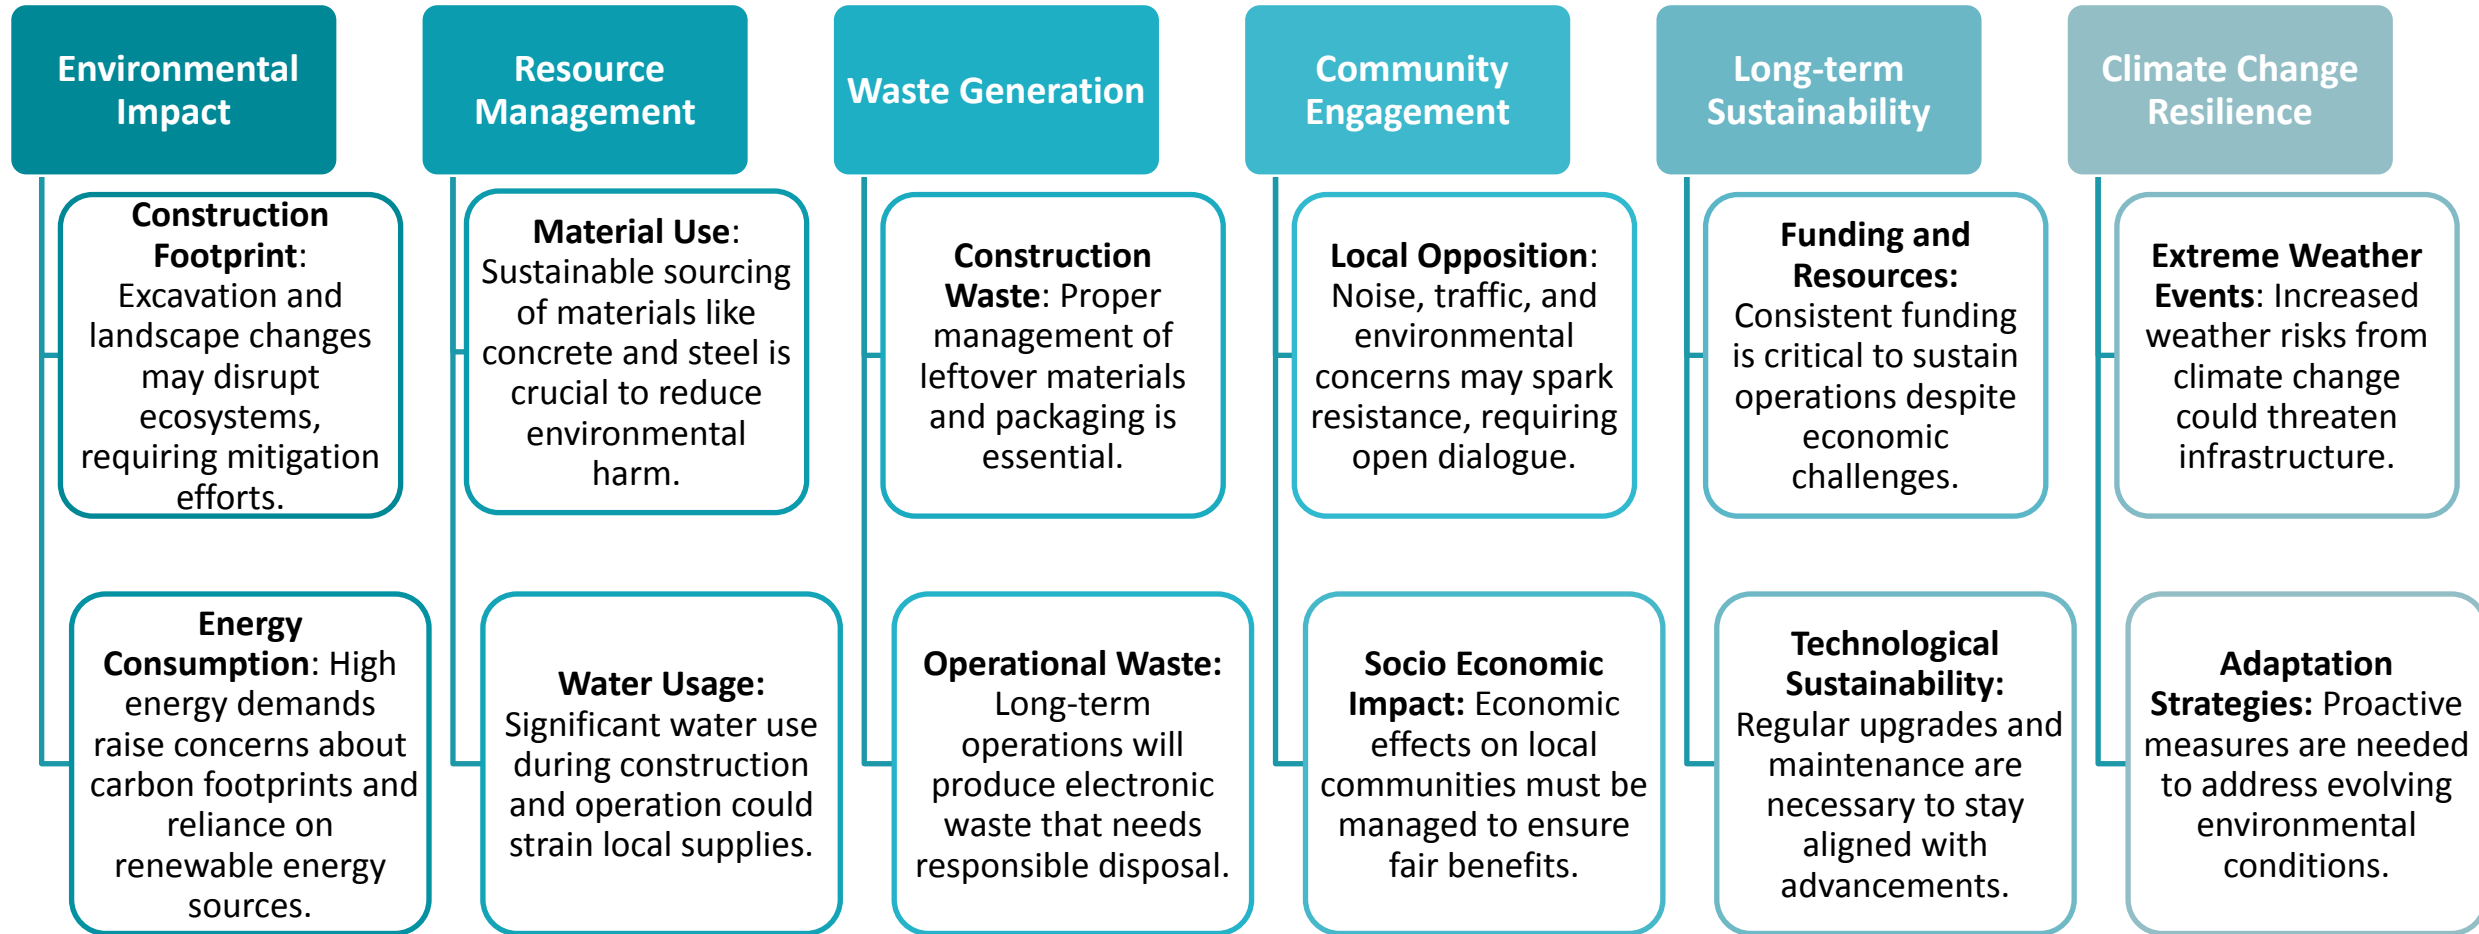 Environmental
Impact
Construction
Footprint:
Excavation and
landscape changes
may disrupt
ecosystems,
requiring mitigation
efforts.
Energy
Consumption: High
energy demands
raise concerns about
carbon footprints and
reliance on
renewable energy
sources.
Resource
Management
Material Use:
Sustainable sourcing
of materials like
concrete and steel is
crucial to reduce
environmental
harm.
Water Usage:
Significant water use
during construction
and operation could
strain local supplies.
Waste Generation
Construction
Waste: Proper
management of
leftover materials
and packaging is
essential.
Operational Waste:
Long-term
operations will
produce electronic
waste that needs
responsible disposal.
Community
Engagement
Local Opposition:
Noise, traffic, and
environmental
concerns may spark
resistance, requiring
open dialogue.
Socio Economic
Impact: Economic
effects on local
communities must be
managed to ensure
fair benefits.
Long-term
Sustainability
Funding and
Resources:
Consistent funding
is critical to sustain
operations despite
economic
challenges.
Technological
Sustainability:
Regular upgrades and
maintenance are
necessary to stay
aligned with
advancements.
Climate Change
Resilience
Extreme Weather
Events: Increased
weather risks from
climate change
could threaten
infrastructure.
Adaptation
Strategies: Proactive
measures are needed
to address evolving
environmental
conditions.